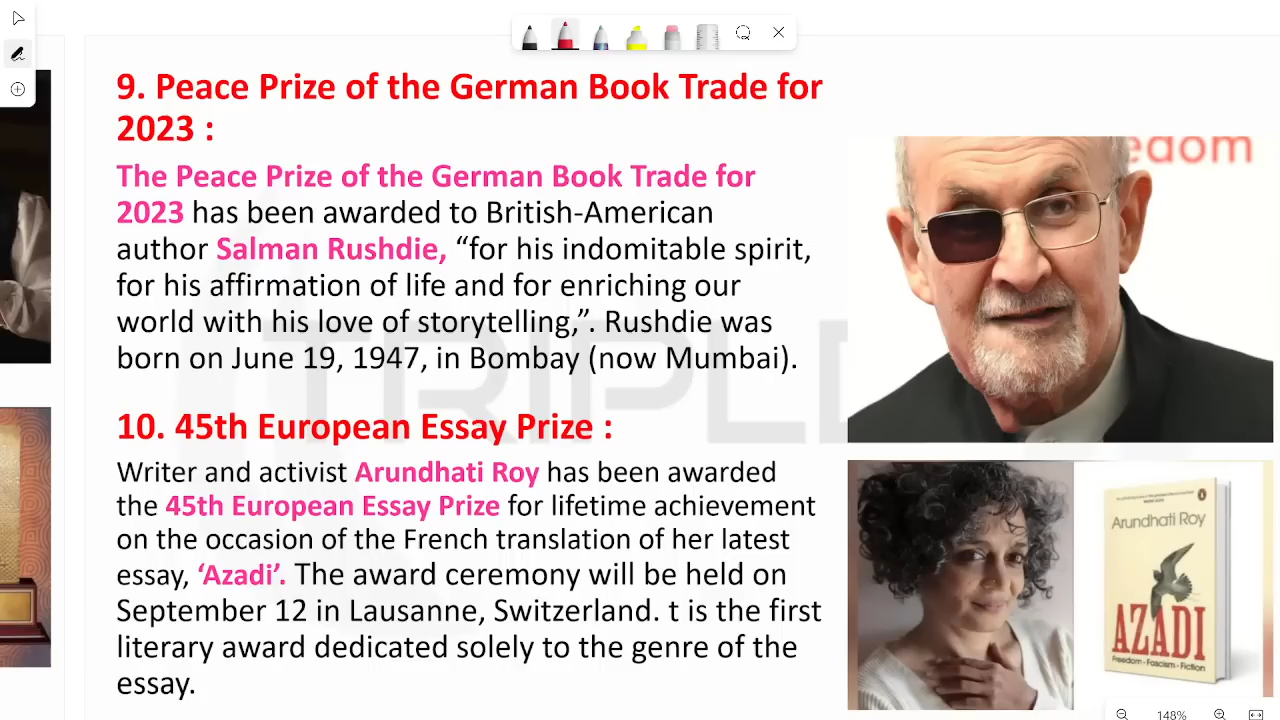 9. Peace Prize of the German Book Trade for
2023 :
The Peace Prize of the German Book Trade for
2023 has been awarded to British-American
author Salman Rushdie, “for his indomitable spirit,
for his affirmation of life and for enriching our
world with his love of storytelling,”. Rushdie was
born on June 19, 1947, in Bombay (now Mumbai).
10. 45th European Essay Prize :
Writer and activist Arundhati Roy has been awarded
the 45th European Essay Prize for lifetime achievement
on the occasion of the French translation of her latest
essay, ‘Azadi’. The award ceremony will be held on
September 12 in Lausanne, Switzerland. t is the first
literary award dedicated solely to the genre of the
essay.
edom
Arundhati Roy
AZADI
Freedom - Fascism - Fiction
148%